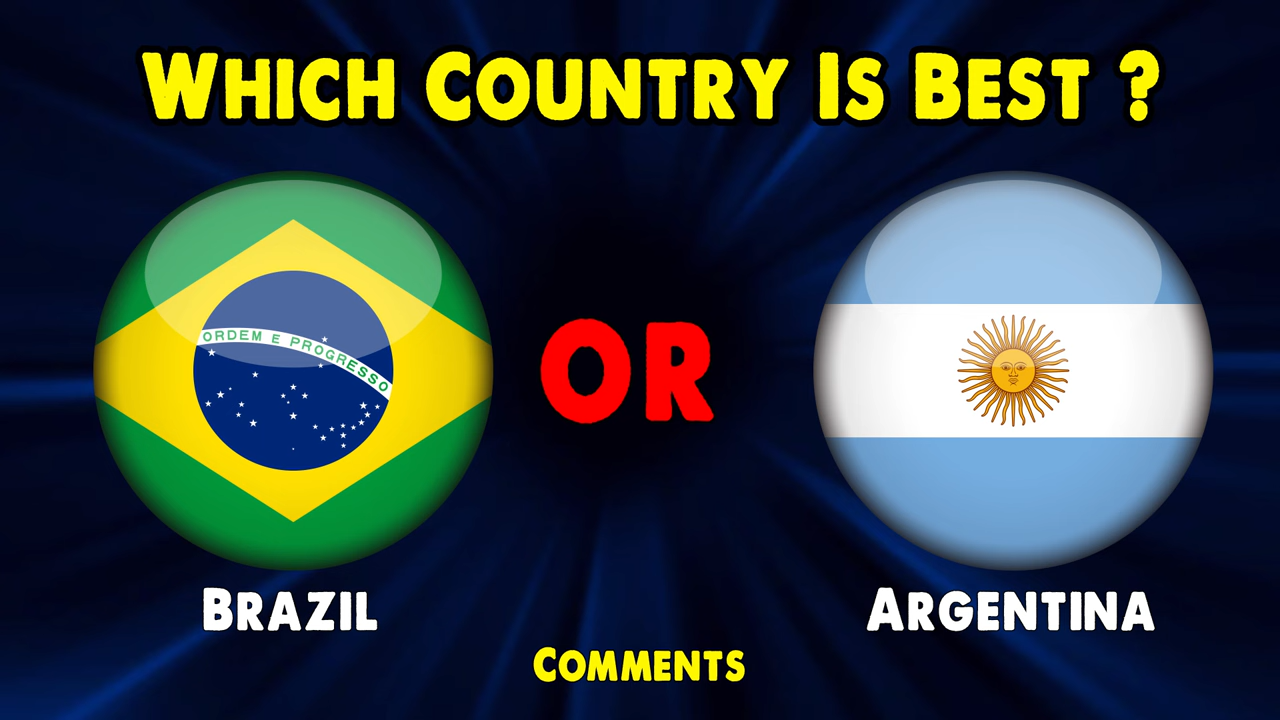 Which Country Is Best ?
ORDEM E PROGRESSO
OR
Brazil
Argentina
Comments